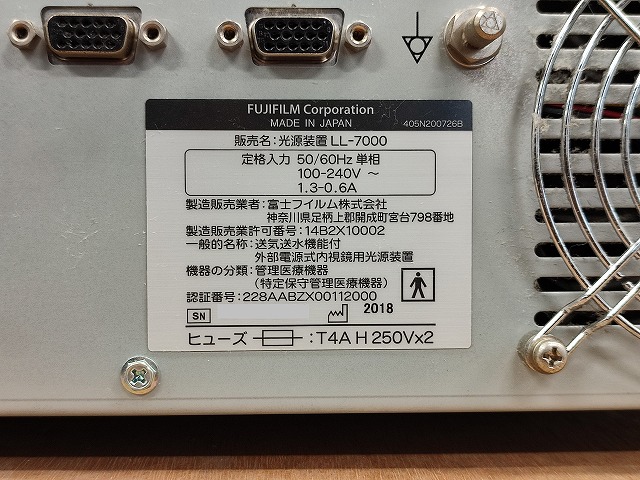 FUJIFILM Corporation
MADE IN JAPAN
405N200726B
販売名：光源装置 LL-7000
定格入力 50/60Hz 単相
100-240V ～
1.3-0.6A
製造販売業者：富士フイルム株式会社
神奈川県足柄上郡開成町宮台798番地
製造販売業許可番号：14B2X10002
一般的名称：送気送水機能付
外部電源式内視鏡用光源装置
機器の分類：管理医療機器
（特定保守管理医療機器）
認証番号：228AABZX00112000
SN
2018
ヒューズ ：T4A H 250Vx2